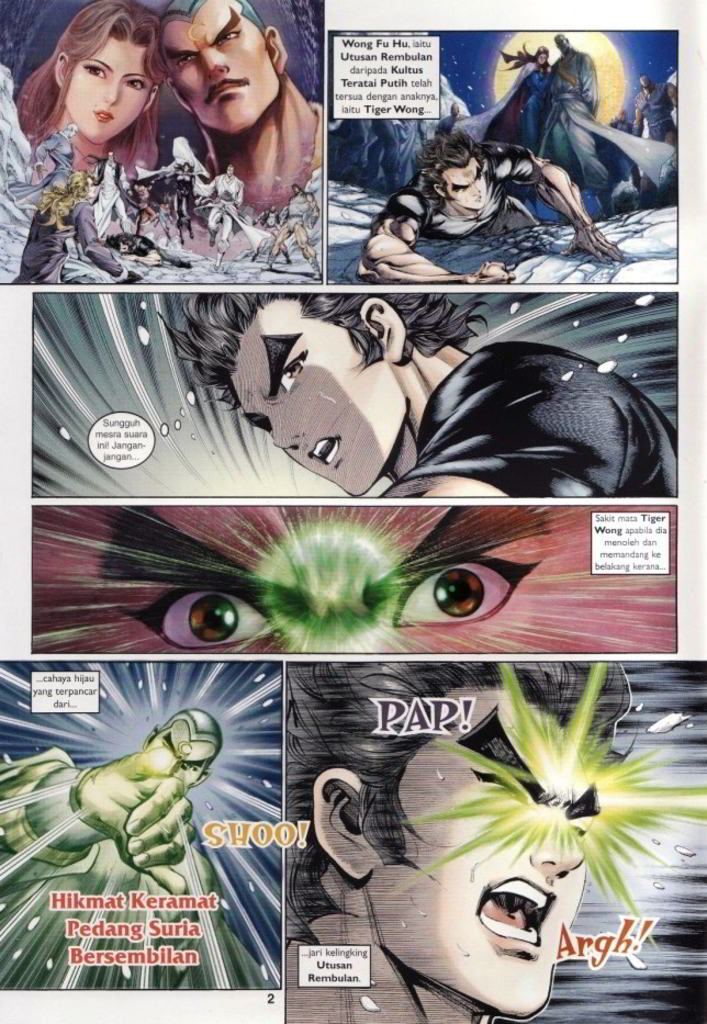 Wong Fu Hu, iaitu
Utusan Rembulan
daripada Kultus
Teratai Putih telah
tersua dengan anaknya,
iaitu Tiger Wong...
Sungguh
mesra suara
ini! Jangan-
jangan...
Sakit mata Tiger
Wong apabila dia
menoleh dan
memandang ke
belakang kerana...
...cahaya hijau
yang terpancar
dari...
SHOO!
Hikmat Keramat
Pedang Suria
Bersembilan
PAP!
Argh!
...jari kelingking
Utusan
Rembulan.
2